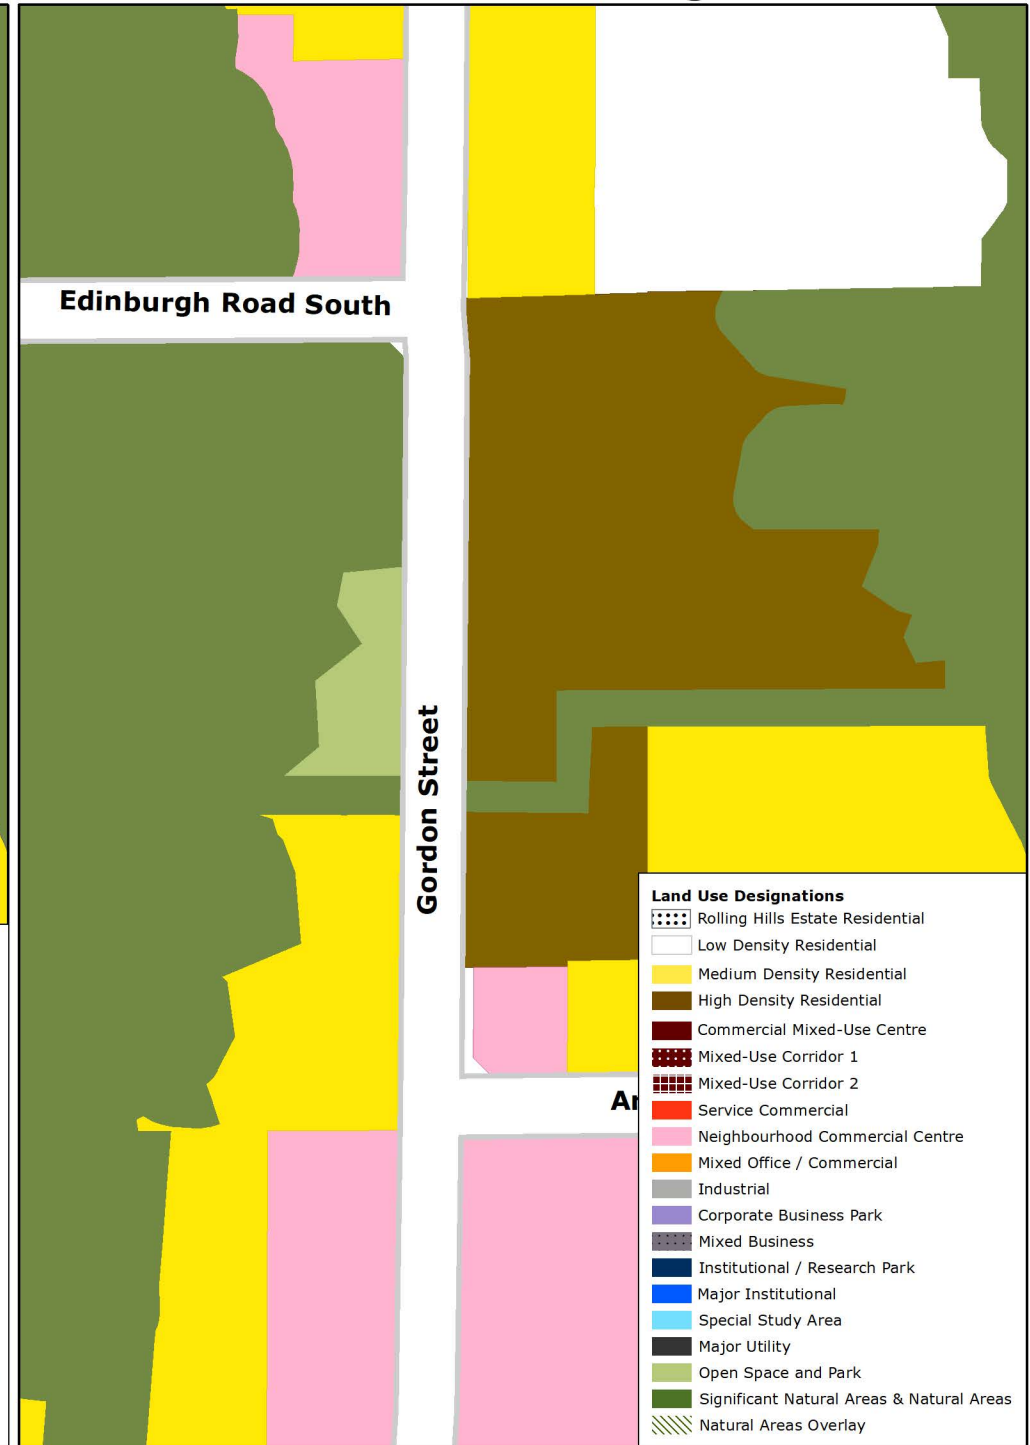 Edinburgh Road South
Gordon Street
Land Use Designations
Rolling Hills Estate Residential
Low Density Residential
Medium Density Residential
High Density Residential
Commercial Mixed-Use Centre
Mixed-Use Corridor 1
Mixed-Use Corridor 2
Service Commercial
Neighbourhood Commercial Centre
Mixed Office / Commercial
Industrial
Corporate Business Park
Mixed Business
Institutional / Research Park
Major Institutional
Special Study Area
Major Utility
Open Space and Park
Significant Natural Areas & Natural Areas
Natural Areas Overlay